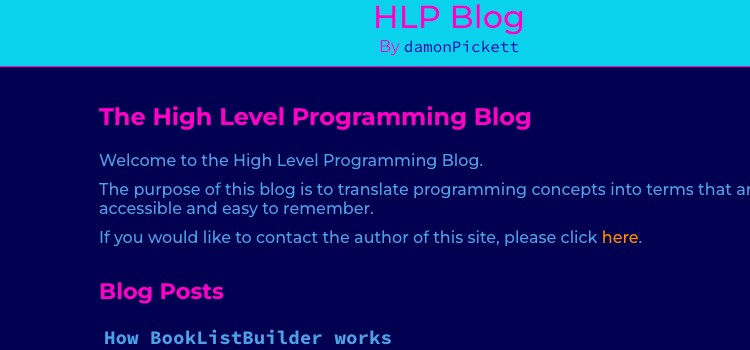 HLP Blog
By damonPickett
The High Level Programming Blog
Welcome to the High Level Programming Blog.
The purpose of this blog is to translate programming concepts into terms that
accessible and easy to remember.
If you would like to contact the author of this site, please click here.
Blog Posts
How BookListBuilder works